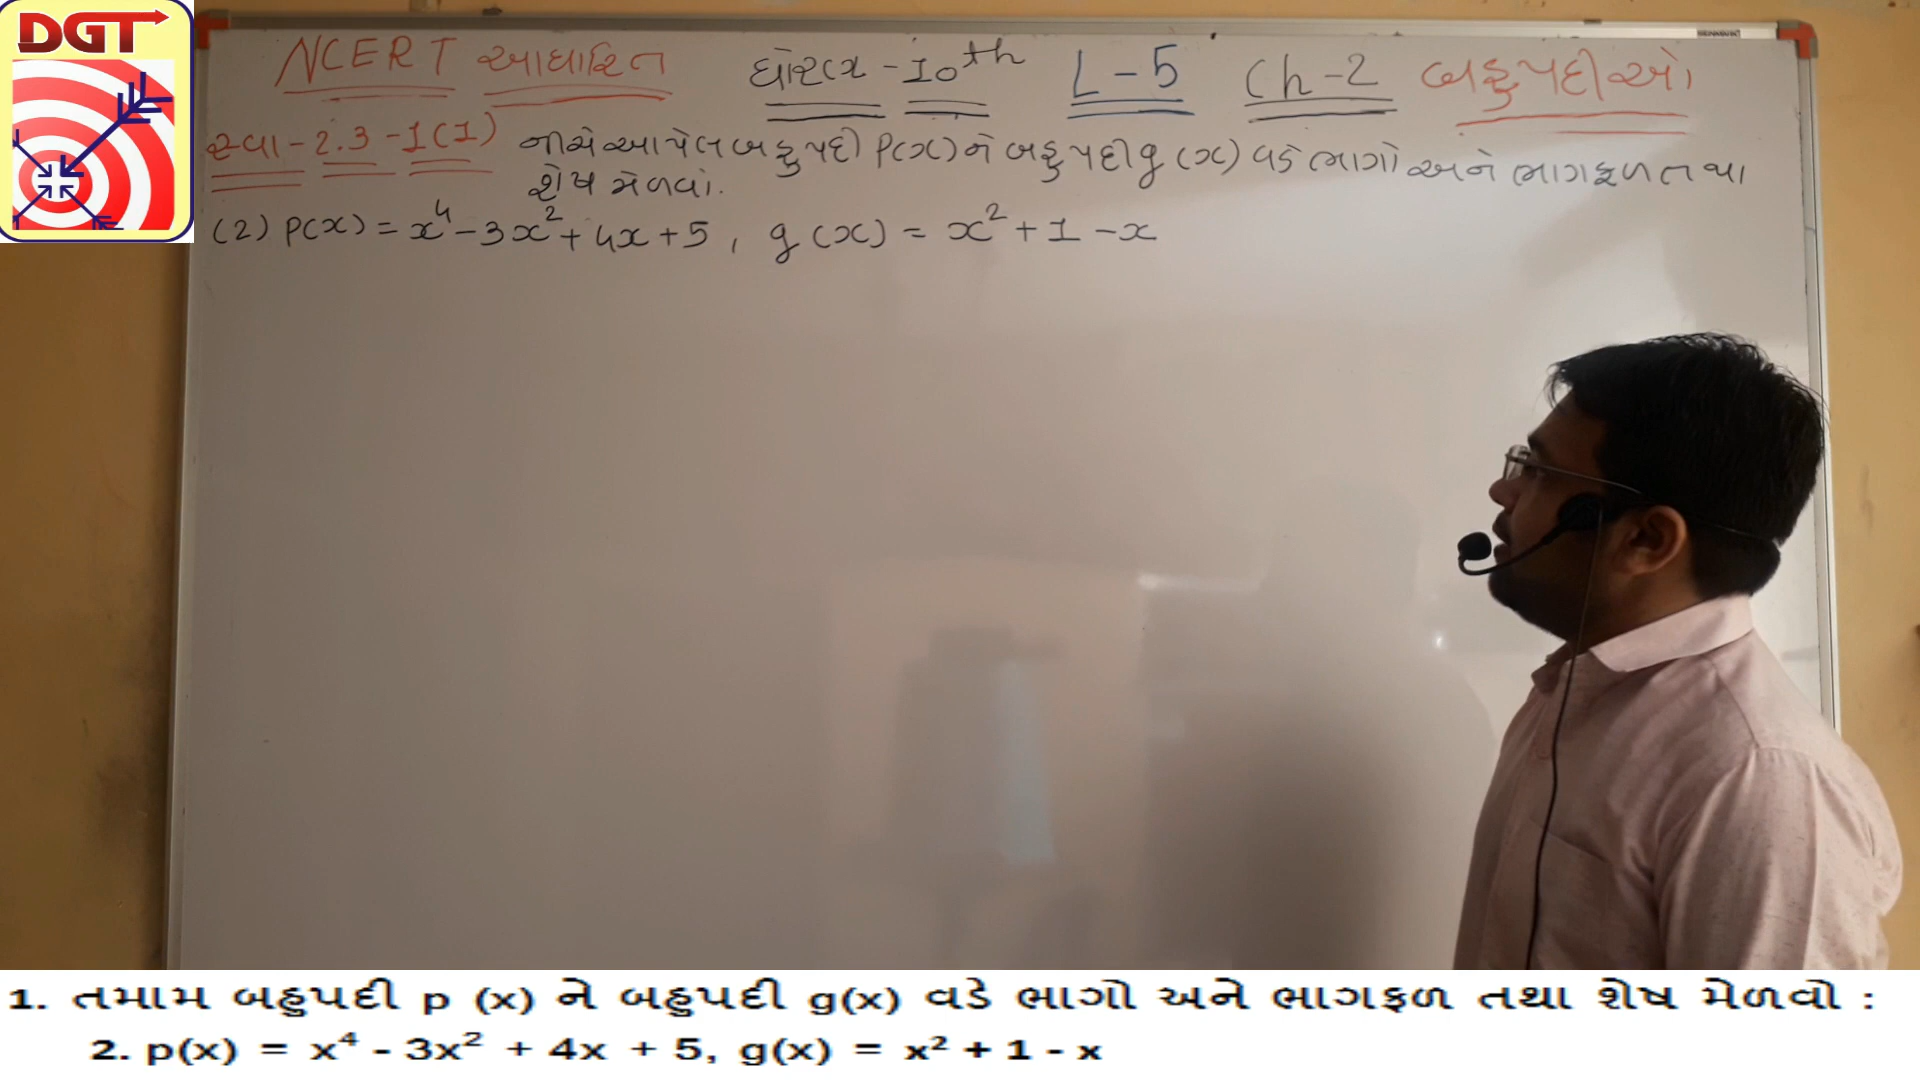 DGT
NCERT આધારિત ધોરણ - 10th L - 5 Ch - 2 બહુપદીઓ
સ્વા - 2.3 - 1(1) નીચે આપેલ બહુપદી P(x) ને બહુપદી g(x) વડે ભાગો અને ભાગફળ તથા
શેષ મેળવો.
(2) P(x) = x⁴ - 3x² + 4x + 5, g(x) = x² + 1 - x
1. તમામ બહુપદી p (x) ને બહુપદી g(x) વડે ભાગો અને ભાગફળ તથા શેષ મેળવો :
2. p(x) = x⁴ - 3x² + 4x + 5, g(x) = x² + 1 - x